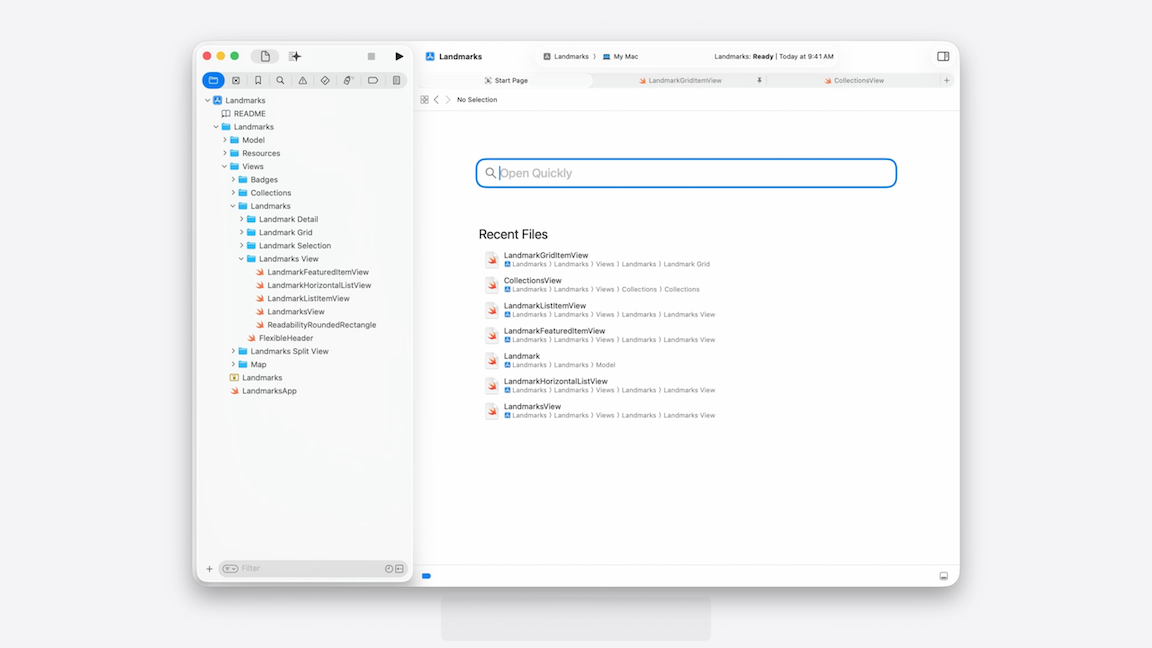 Landmarks
Landmarks 〉 My Mac
Landmarks: Ready | Today at 9:41 AM
Start Page
LandmarkGridItemView
CollectionsView
No Selection
Landmarks
README
Landmarks
Model
Resources
Views
Badges
Collections
Landmarks
Landmark Detail
Landmark Grid
Landmark Selection
Landmarks View
LandmarkFeaturedItemView
LandmarkHorizontalListView
LandmarkListItemView
LandmarksView
ReadabilityRoundedRectangle
FlexibleHeader
Landmarks Split View
Map
Landmarks
LandmarksApp
Filter
Open Quickly
Recent Files
LandmarkGridItemView
Landmarks 〉 Landmarks 〉 Views 〉 Landmarks 〉 Landmark Grid
CollectionsView
Landmarks 〉 Landmarks 〉 Views 〉 Collections 〉 Collections
LandmarkListItemView
Landmarks 〉 Landmarks 〉 Views 〉 Landmarks 〉 Landmarks View
LandmarkFeaturedItemView
Landmarks 〉 Landmarks 〉 Views 〉 Landmarks 〉 Landmarks View
Landmark
Landmarks 〉 Landmarks 〉 Model
LandmarkHorizontalListView
Landmarks 〉 Landmarks 〉 Views 〉 Landmarks 〉 Landmarks View
LandmarksView
Landmarks 〉 Landmarks 〉 Views 〉 Landmarks 〉 Landmarks View